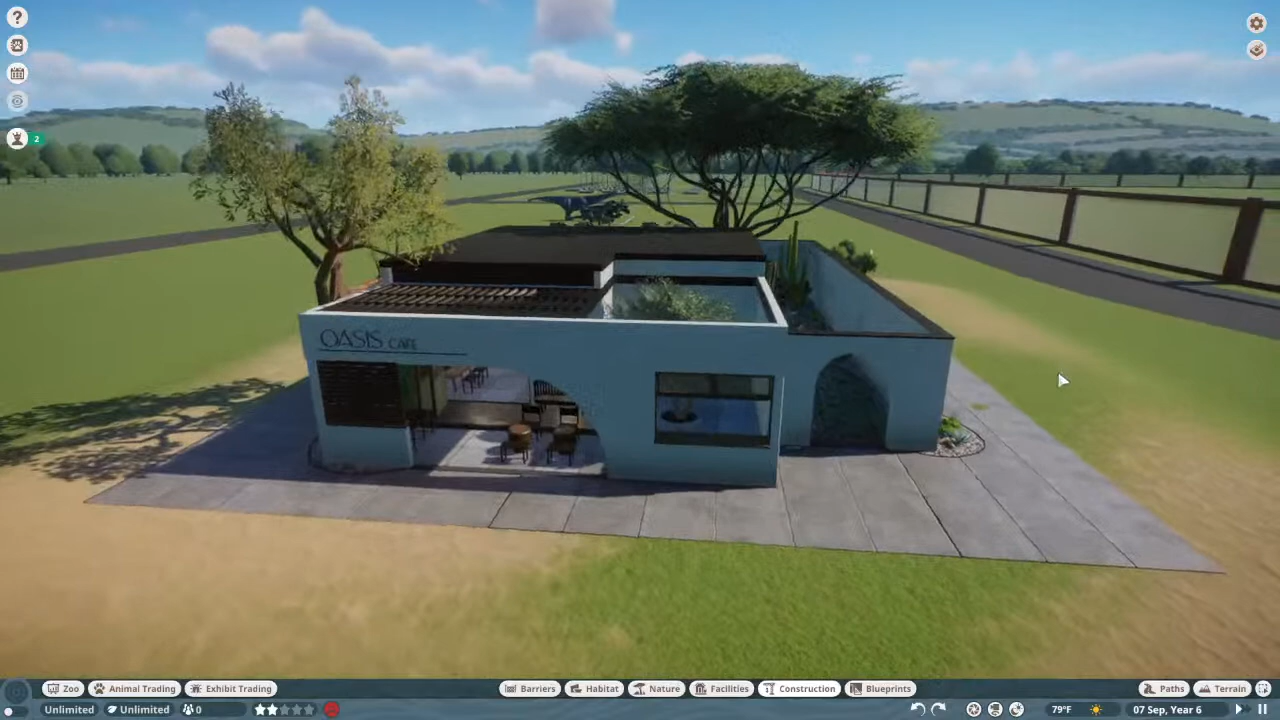 ?
2
OASIS CAFE
Zoo
Animal Trading
Exhibit Trading
Barriers
Habitat
Nature
Facilities
Construction
Blueprints
Paths
Terrain
Unlimited
Unlimited
0
79°F
07 Sep, Year 6